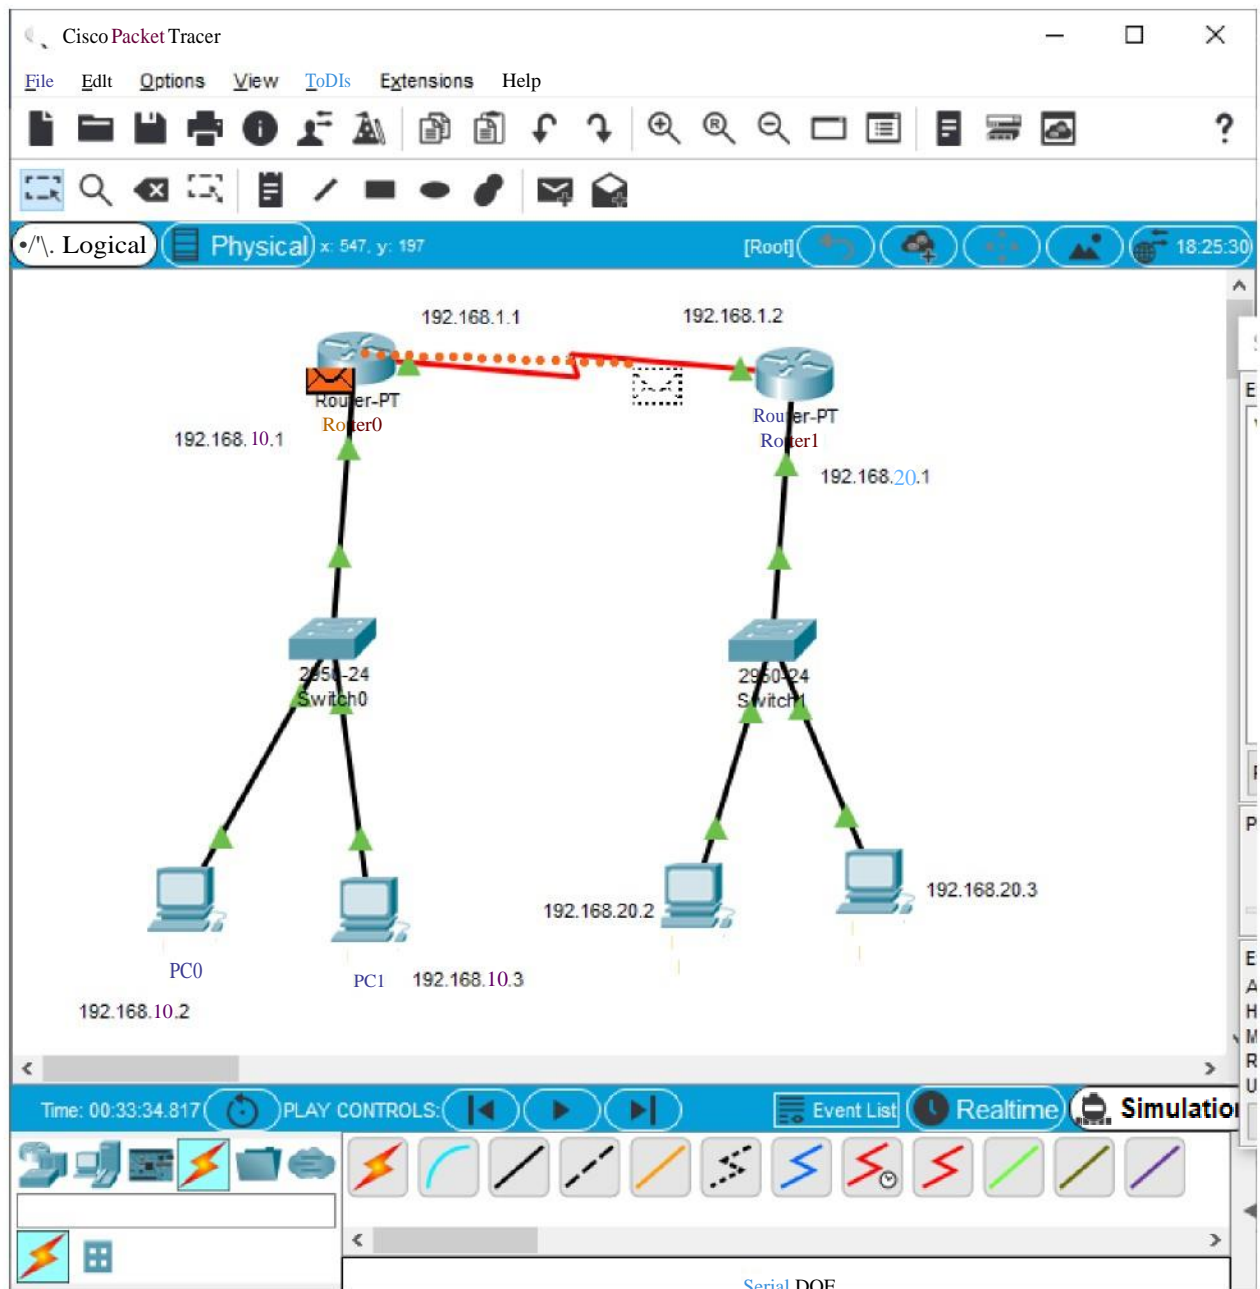 Cisco Packet Tracer
File Edlt Options View ToDIs Extensions Help
?
•/'\. Logical Physical x: 547, y: 197 [Root] 18:25:30
192.168.1.1 192.168.1.2
Router-PT
Router0
Router-PT
Router1
192.168.10.1
192.168.20.1
2950-24
Switch0
2950-24
Switch1
192.168.20.3
192.168.20.2
PC0
PC1
192.168.10.3
192.168.10.2
E
P
E
A
H
M
R
U
Time: 00:33:34.817 PLAY CONTROLS: Event List Realtime Simulatio